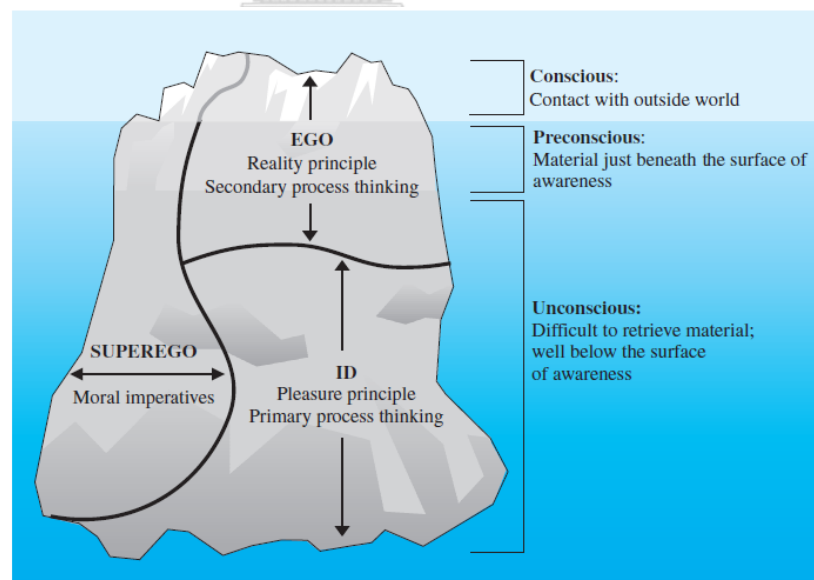 Conscious:
Contact with outside world
EGO
Reality principle
Secondary process thinking
Preconscious:
Material just beneath the surface of
awareness
SUPEREGO
Moral imperatives
ID
Pleasure principle
Primary process thinking
Unconscious:
Difficult to retrieve material;
well below the surface
of awareness